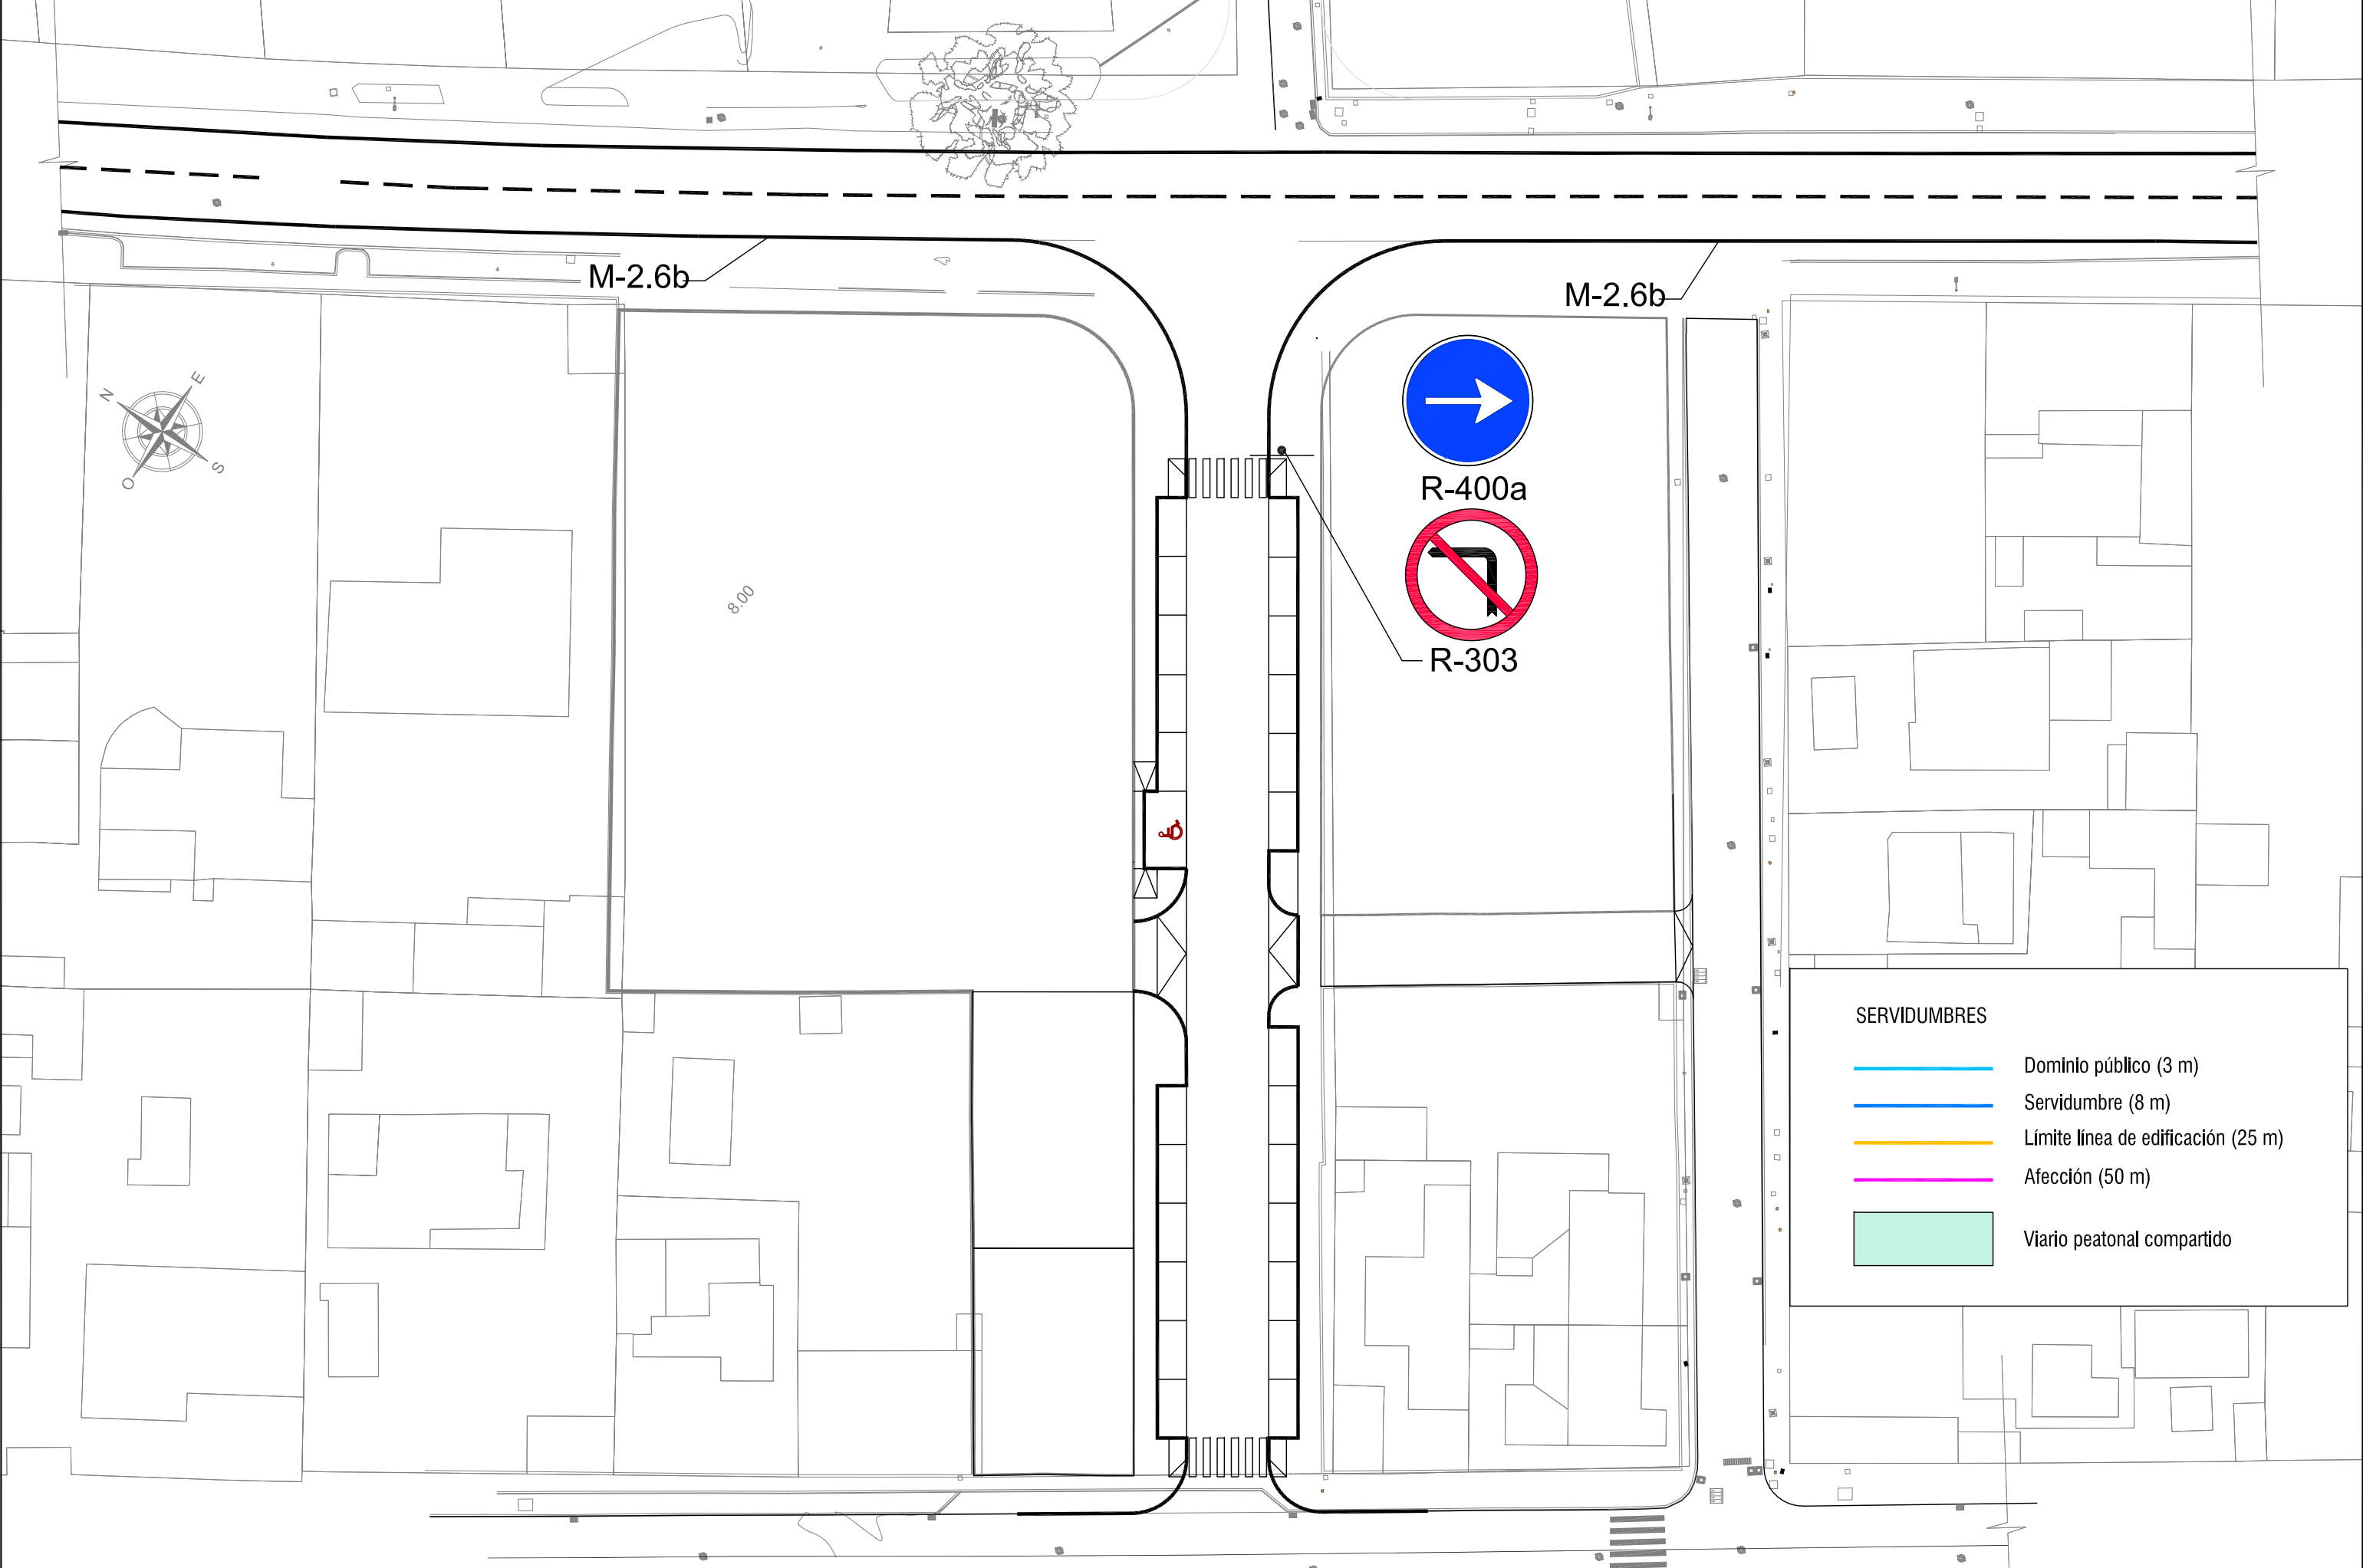 M-2.6b
M-2.6b
N
E
S
O
R-400a
8.00
R-303
SERVIDUMBRES
Dominio público (3 m)
Servidumbre (8 m)
Límite línea de edificación (25 m)
Afección (50 m)
Viario peatonal compartido